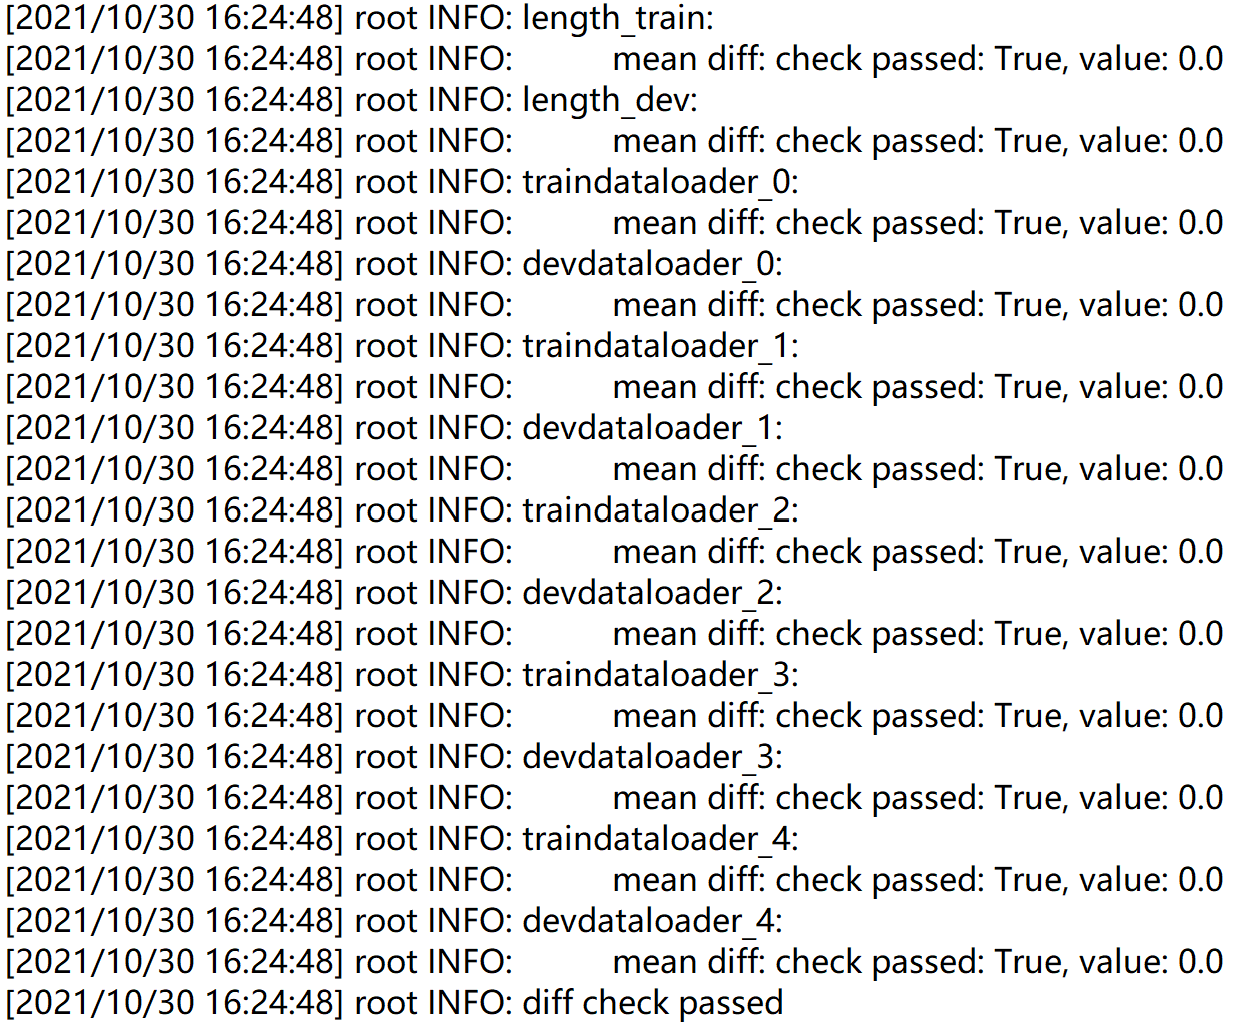 [2021/10/30 16:24:48] root INFO: length_train:
[2021/10/30 16:24:48] root INFO: mean diff: check passed: True, value: 0.0
[2021/10/30 16:24:48] root INFO: length_dev:
[2021/10/30 16:24:48] root INFO: mean diff: check passed: True, value: 0.0
[2021/10/30 16:24:48] root INFO: traindataloader_0:
[2021/10/30 16:24:48] root INFO: mean diff: check passed: True, value: 0.0
[2021/10/30 16:24:48] root INFO: devdataloader_0:
[2021/10/30 16:24:48] root INFO: mean diff: check passed: True, value: 0.0
[2021/10/30 16:24:48] root INFO: traindataloader_1:
[2021/10/30 16:24:48] root INFO: mean diff: check passed: True, value: 0.0
[2021/10/30 16:24:48] root INFO: devdataloader_1:
[2021/10/30 16:24:48] root INFO: mean diff: check passed: True, value: 0.0
[2021/10/30 16:24:48] root INFO: traindataloader_2:
[2021/10/30 16:24:48] root INFO: mean diff: check passed: True, value: 0.0
[2021/10/30 16:24:48] root INFO: devdataloader_2:
[2021/10/30 16:24:48] root INFO: mean diff: check passed: True, value: 0.0
[2021/10/30 16:24:48] root INFO: traindataloader_3:
[2021/10/30 16:24:48] root INFO: mean diff: check passed: True, value: 0.0
[2021/10/30 16:24:48] root INFO: devdataloader_3:
[2021/10/30 16:24:48] root INFO: mean diff: check passed: True, value: 0.0
[2021/10/30 16:24:48] root INFO: traindataloader_4:
[2021/10/30 16:24:48] root INFO: mean diff: check passed: True, value: 0.0
[2021/10/30 16:24:48] root INFO: devdataloader_4:
[2021/10/30 16:24:48] root INFO: mean diff: check passed: True, value: 0.0
[2021/10/30 16:24:48] root INFO: diff check passed